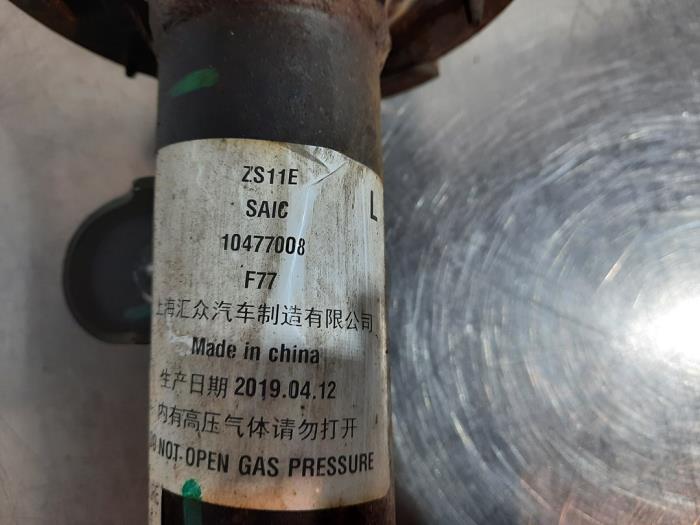 ZS11E
SAIC L
10477008
F77
上海汇众汽车制造有限公司
Made in china
生产日期 2019.04.12
内有高压气体请勿打开
NOT OPEN GAS PRESSURE